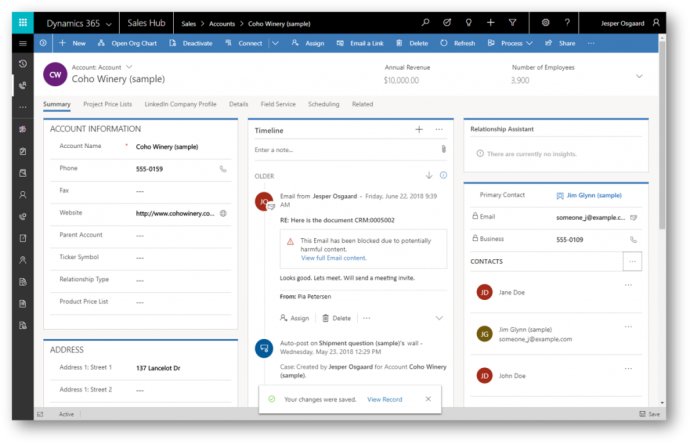 Dynamics 365
Sales Hub
Sales > Accounts > Coho Winery (sample)
Jesper Osgaard
New
Open Org Chart
Deactivate
Connect
Assign
Email a Link
Delete
Refresh
Process
Share
CW
Account: Account
Coho Winery (sample)
Annual Revenue
$10,000.00
Number of Employees
3,900
Summary
Project Price Lists
LinkedIn Company Profile
Details
Field Service
Scheduling
Related
ACCOUNT INFORMATION
Account Name * Coho Winery (sample)
Phone 555-0159
Fax ---
Website http://www.cohowinery.co...
Parent Account ---
Ticker Symbol ---
Relationship Type ---
Product Price List ---
ADDRESS
Address 1: Street 1 137 Lancelot Dr
Address 1: Street 2 ---
Timeline
Enter a note...
OLDER
JO
Email from Jesper Osgaard - Friday, June 22, 2018 9:39
AM
RE: Here is the document CRM:0005002
This Email has been blocked due to potentially
harmful content.
View full Email content.
Looks good. Lets meet. Will send a meeting invite.
From: Pia Petersen
Assign
Delete
Auto-post on Shipment question (sample)'s wall -
Wednesday, May 23, 2018 12:29 PM
Case: Created by Jesper Osgaard for Account Coho Winery
(sample).
Your changes were saved. View Record
Relationship Assistant
There are currently no insights.
Primary Contact Jim Glynn (sample)
Email someone_j@example.c...
Business 555-0109
CONTACTS
JD
Jane Doe
JG
Jim Glynn (sample)
someone_j@example.com
JD
John Doe
Active
Save